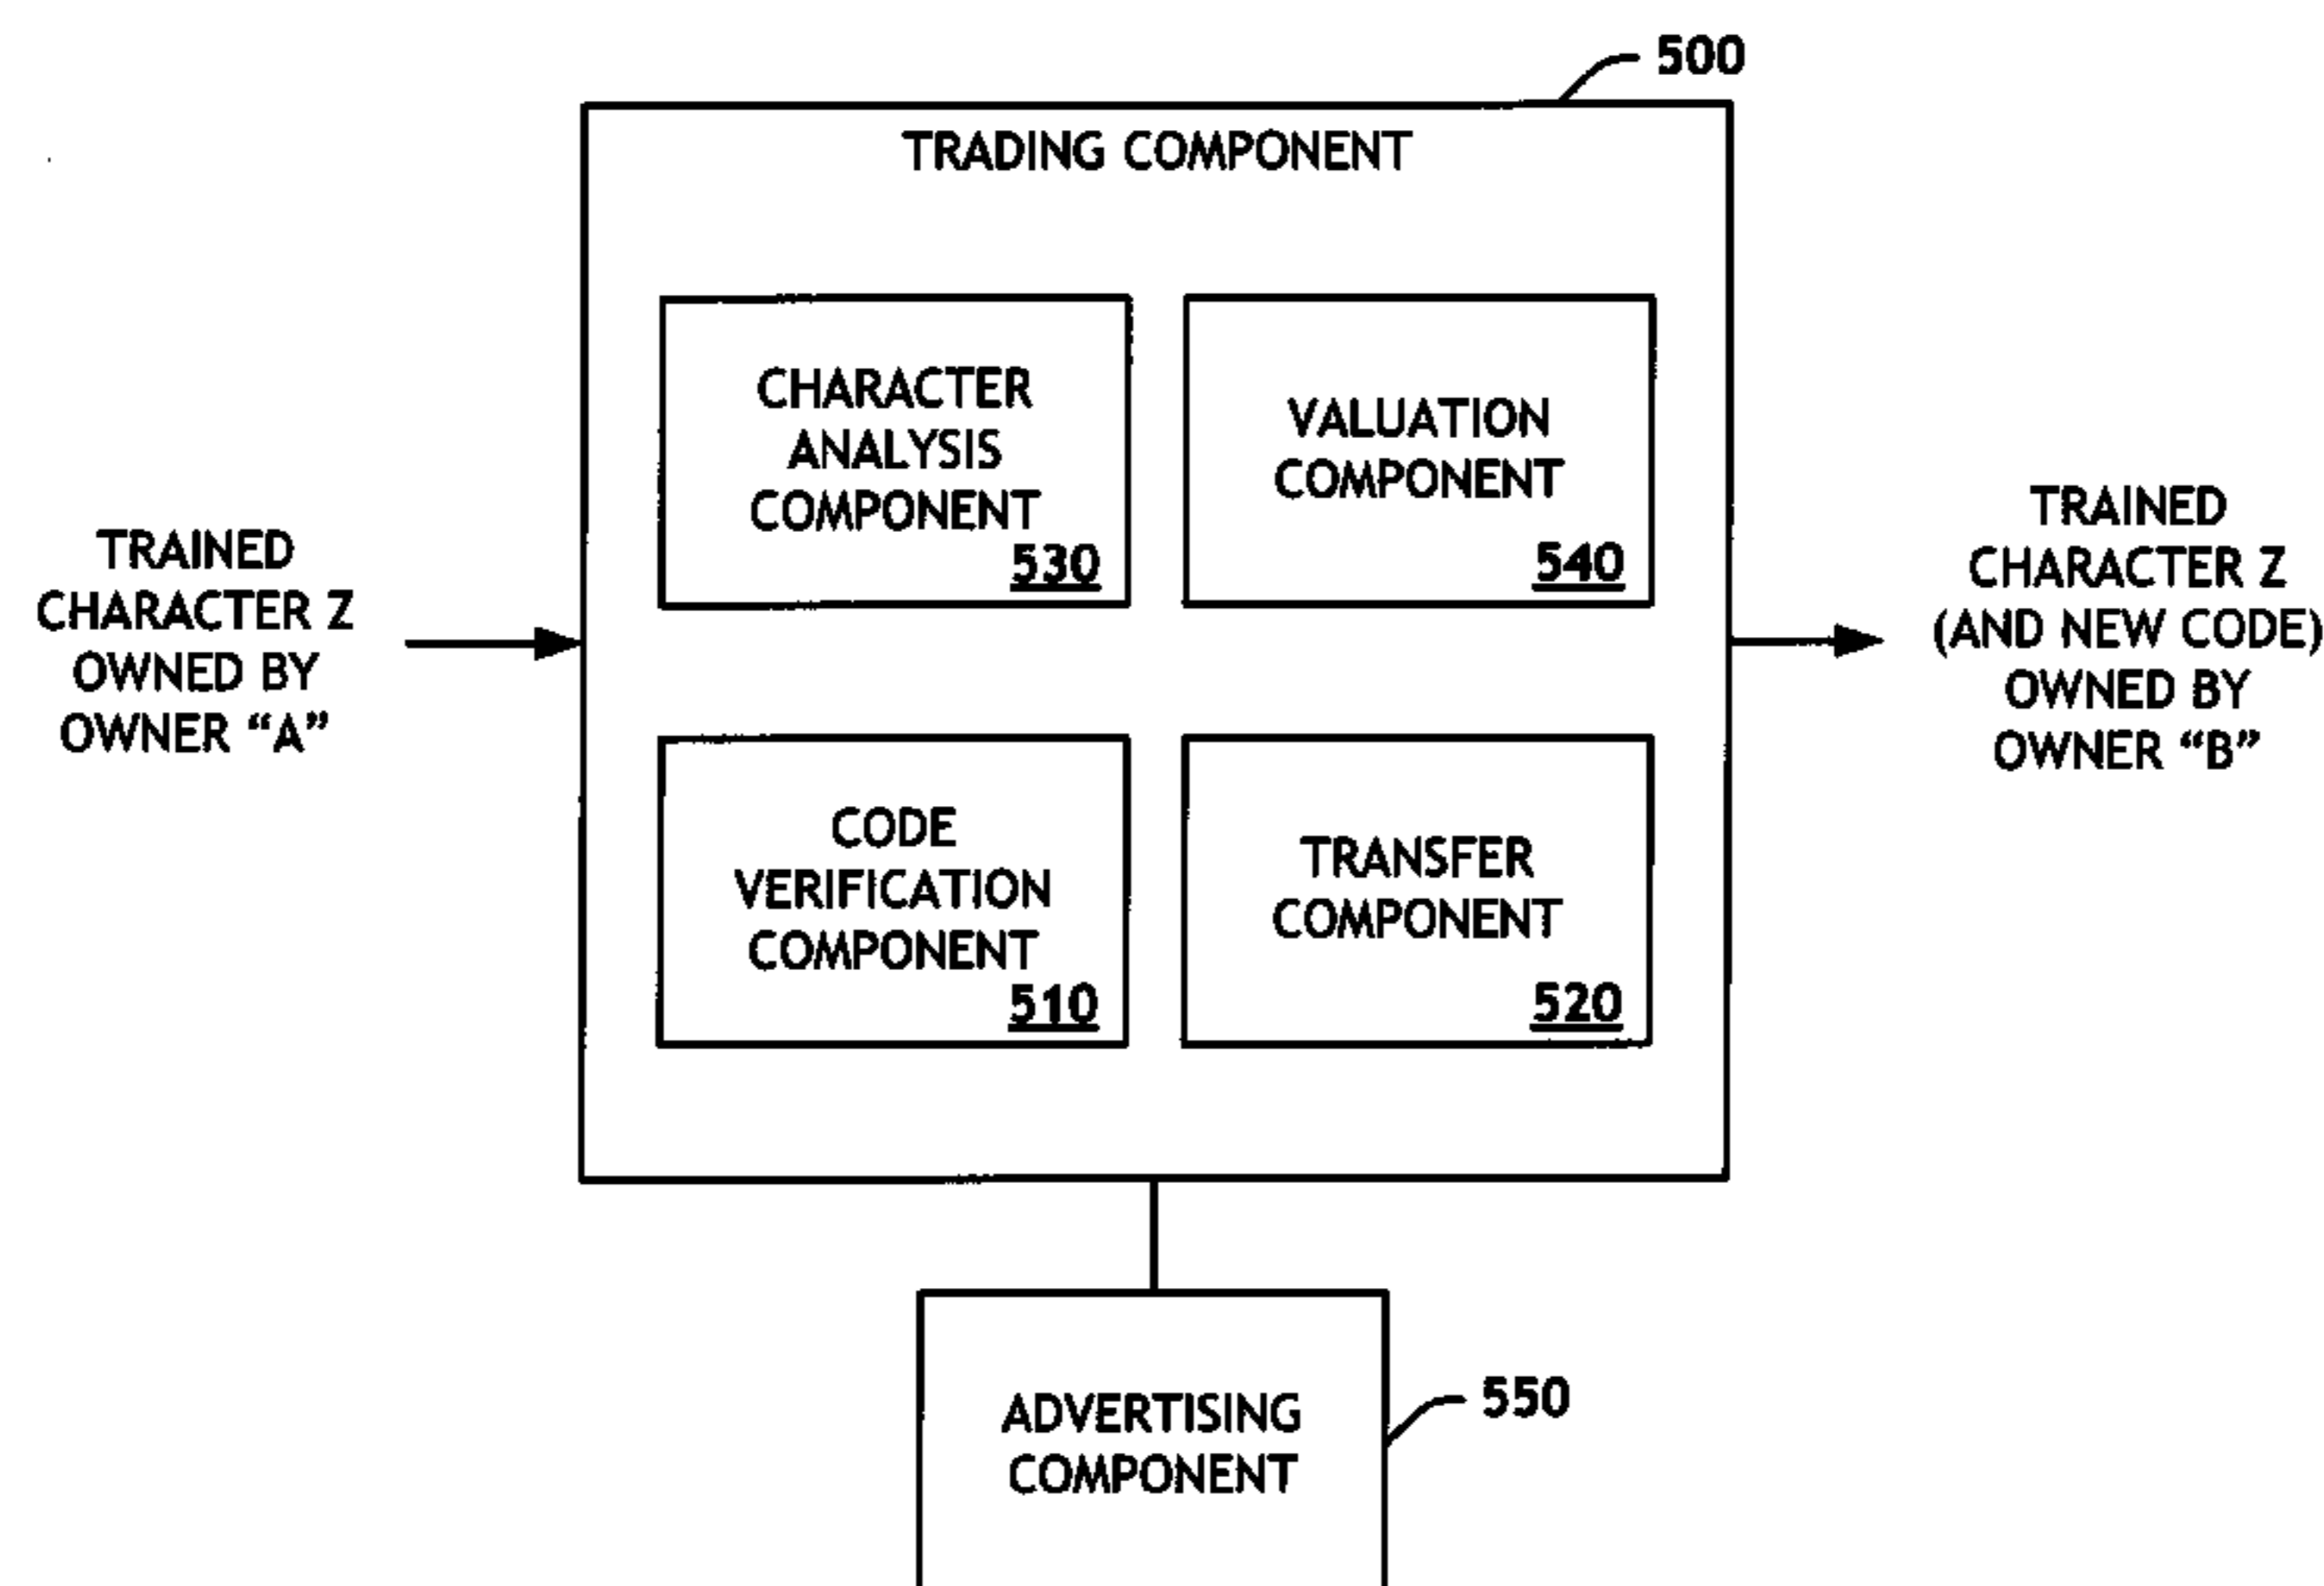 500
TRADING COMPONENT
CHARACTER
ANALYSIS
COMPONENT
530
VALUATION
COMPONENT
540
TRAINED
CHARACTER Z
OWNED BY
OWNER “A”
TRAINED
CHARACTER Z
(AND NEW CODE)
OWNED BY
OWNER “B”
CODE
VERIFICATION
COMPONENT
510
TRANSFER
COMPONENT
520
ADVERTISING
COMPONENT
550